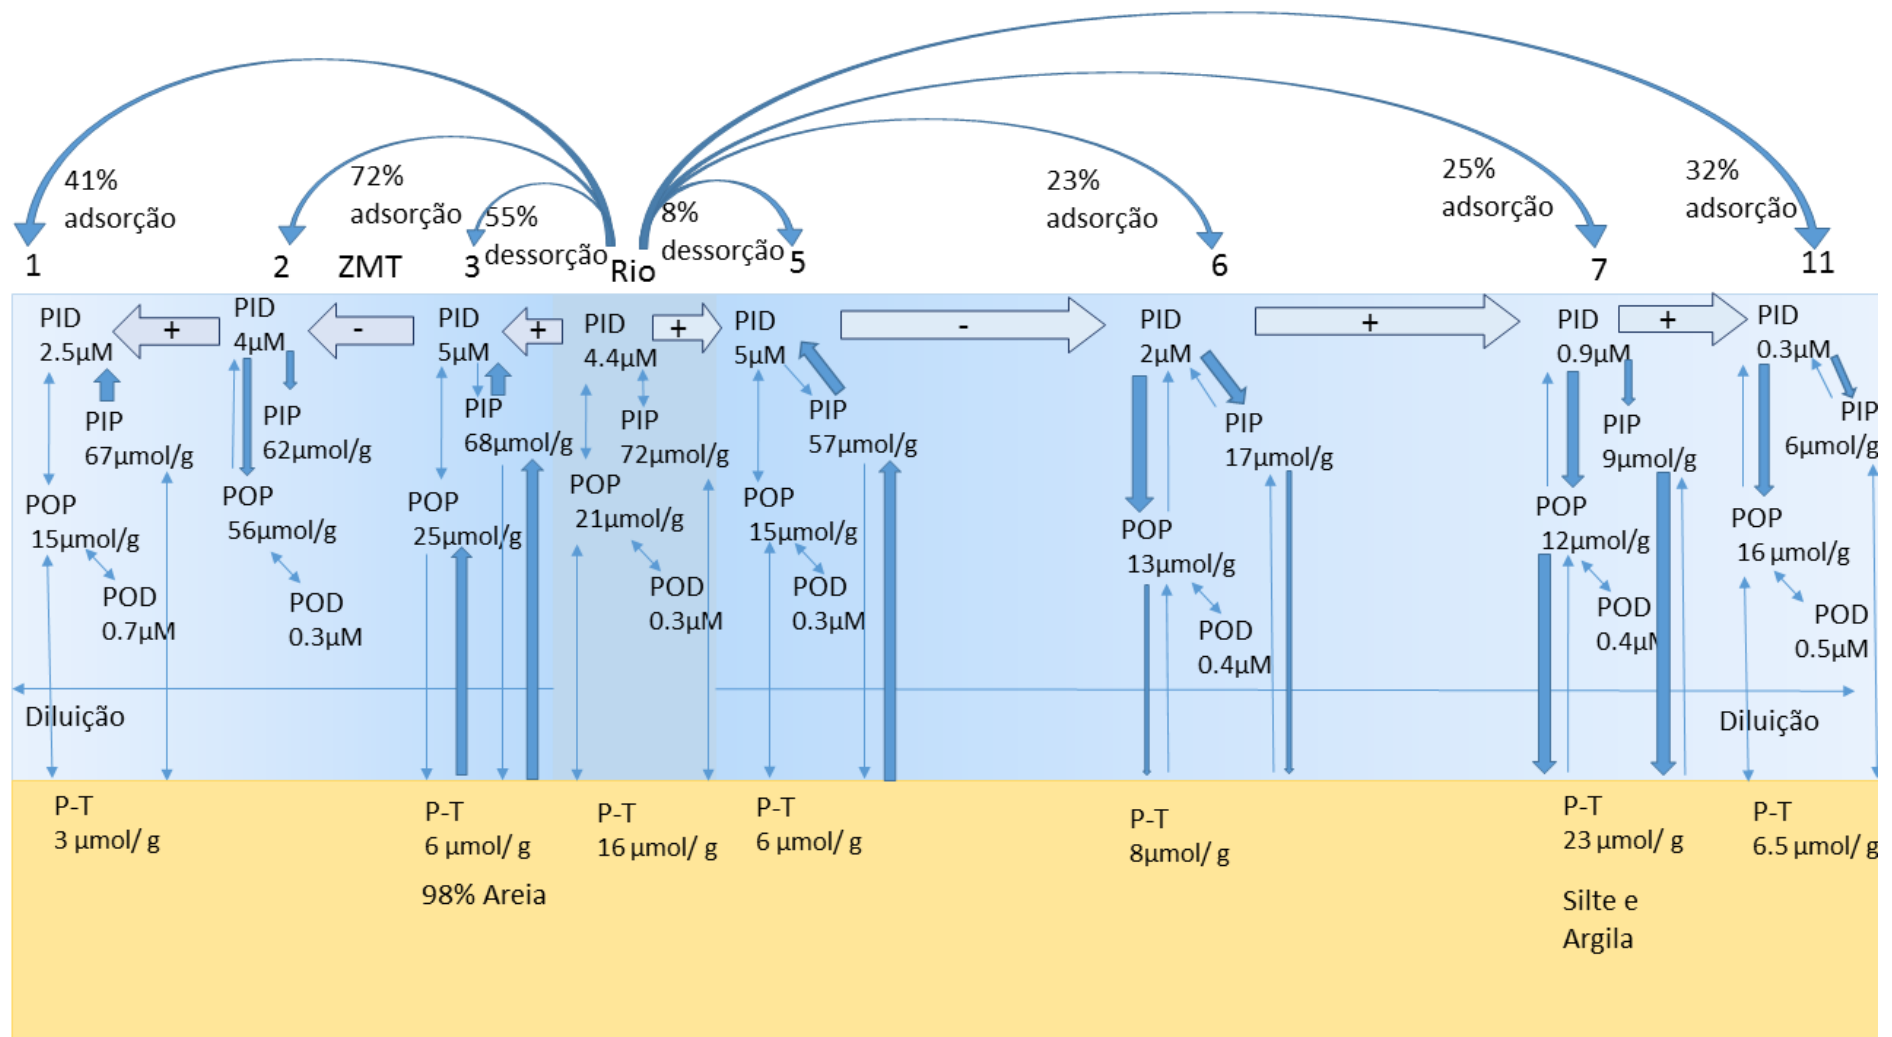 41%
adsorção
72%
adsorção
55%
dessorção
8%
dessorção
23%
adsorção
25%
adsorção
32%
adsorção
1
2
ZMT
3
Rio
5
6
7
11
PID
2.5µM
+
PID
4µM
-
PID
5µM
+
PID
4.4µM
+
PID
5µM
-
PID
2µM
+
PID
0.9µM
+
PID
0.3µM
PIP
67µmol/g
PIP
62µmol/g
PIP
68µmol/g
PIP
72µmol/g
PIP
57µmol/g
PIP
17µmol/g
PIP
9µmol/g
PIP
6µmol/g
POP
15µmol/g
POP
56µmol/g
POP
25µmol/g
POP
21µmol/g
POP
15µmol/g
POP
13µmol/g
POP
12µmol/g
POP
16 µmol/g
POD
0.7µM
POD
0.3µM
POD
0.3µM
POD
0.3µM
POD
0.4µM
POD
0.4µM
POD
0.5µM
Diluição
Diluição
P-T
3 µmol/ g
P-T
6 µmol/ g
98% Areia
P-T
16 µmol/ g
P-T
6 µmol/ g
P-T
8µmol/ g
P-T
23 µmol/ g
Silte e
Argila
P-T
6.5 µmol/ g